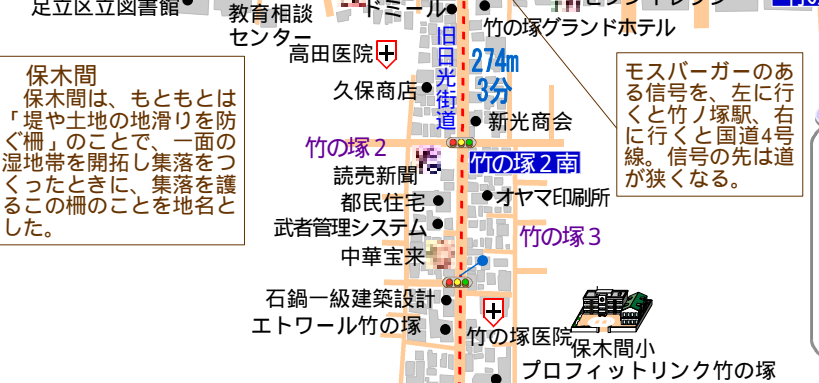 足立区立図書館
教育相談
センター
ドミール
竹の塚グランドホテル
高田医院
旧日光街道
274m
3分
久保商店
新光商会
保木間
保木間は、もともとは
「堤や土地の地滑りを防
ぐ柵」のことで、一面の
湿地帯を開拓し集落をつ
くったときに、集落を護
るこの柵のことを地名と
した。
モスバーガーのあ
る信号を、左に行
くと竹ノ塚駅、右
に行くと国道4号
線。信号の先は道
が狭くなる。
竹の塚2
竹の塚2南
読売新聞
都民住宅
オヤマ印刷所
武者管理システム
竹の塚3
中華宝来
石鍋一級建築設計
エトワール竹の塚
竹の塚医院
保木間小
プロフィットリンク竹の塚